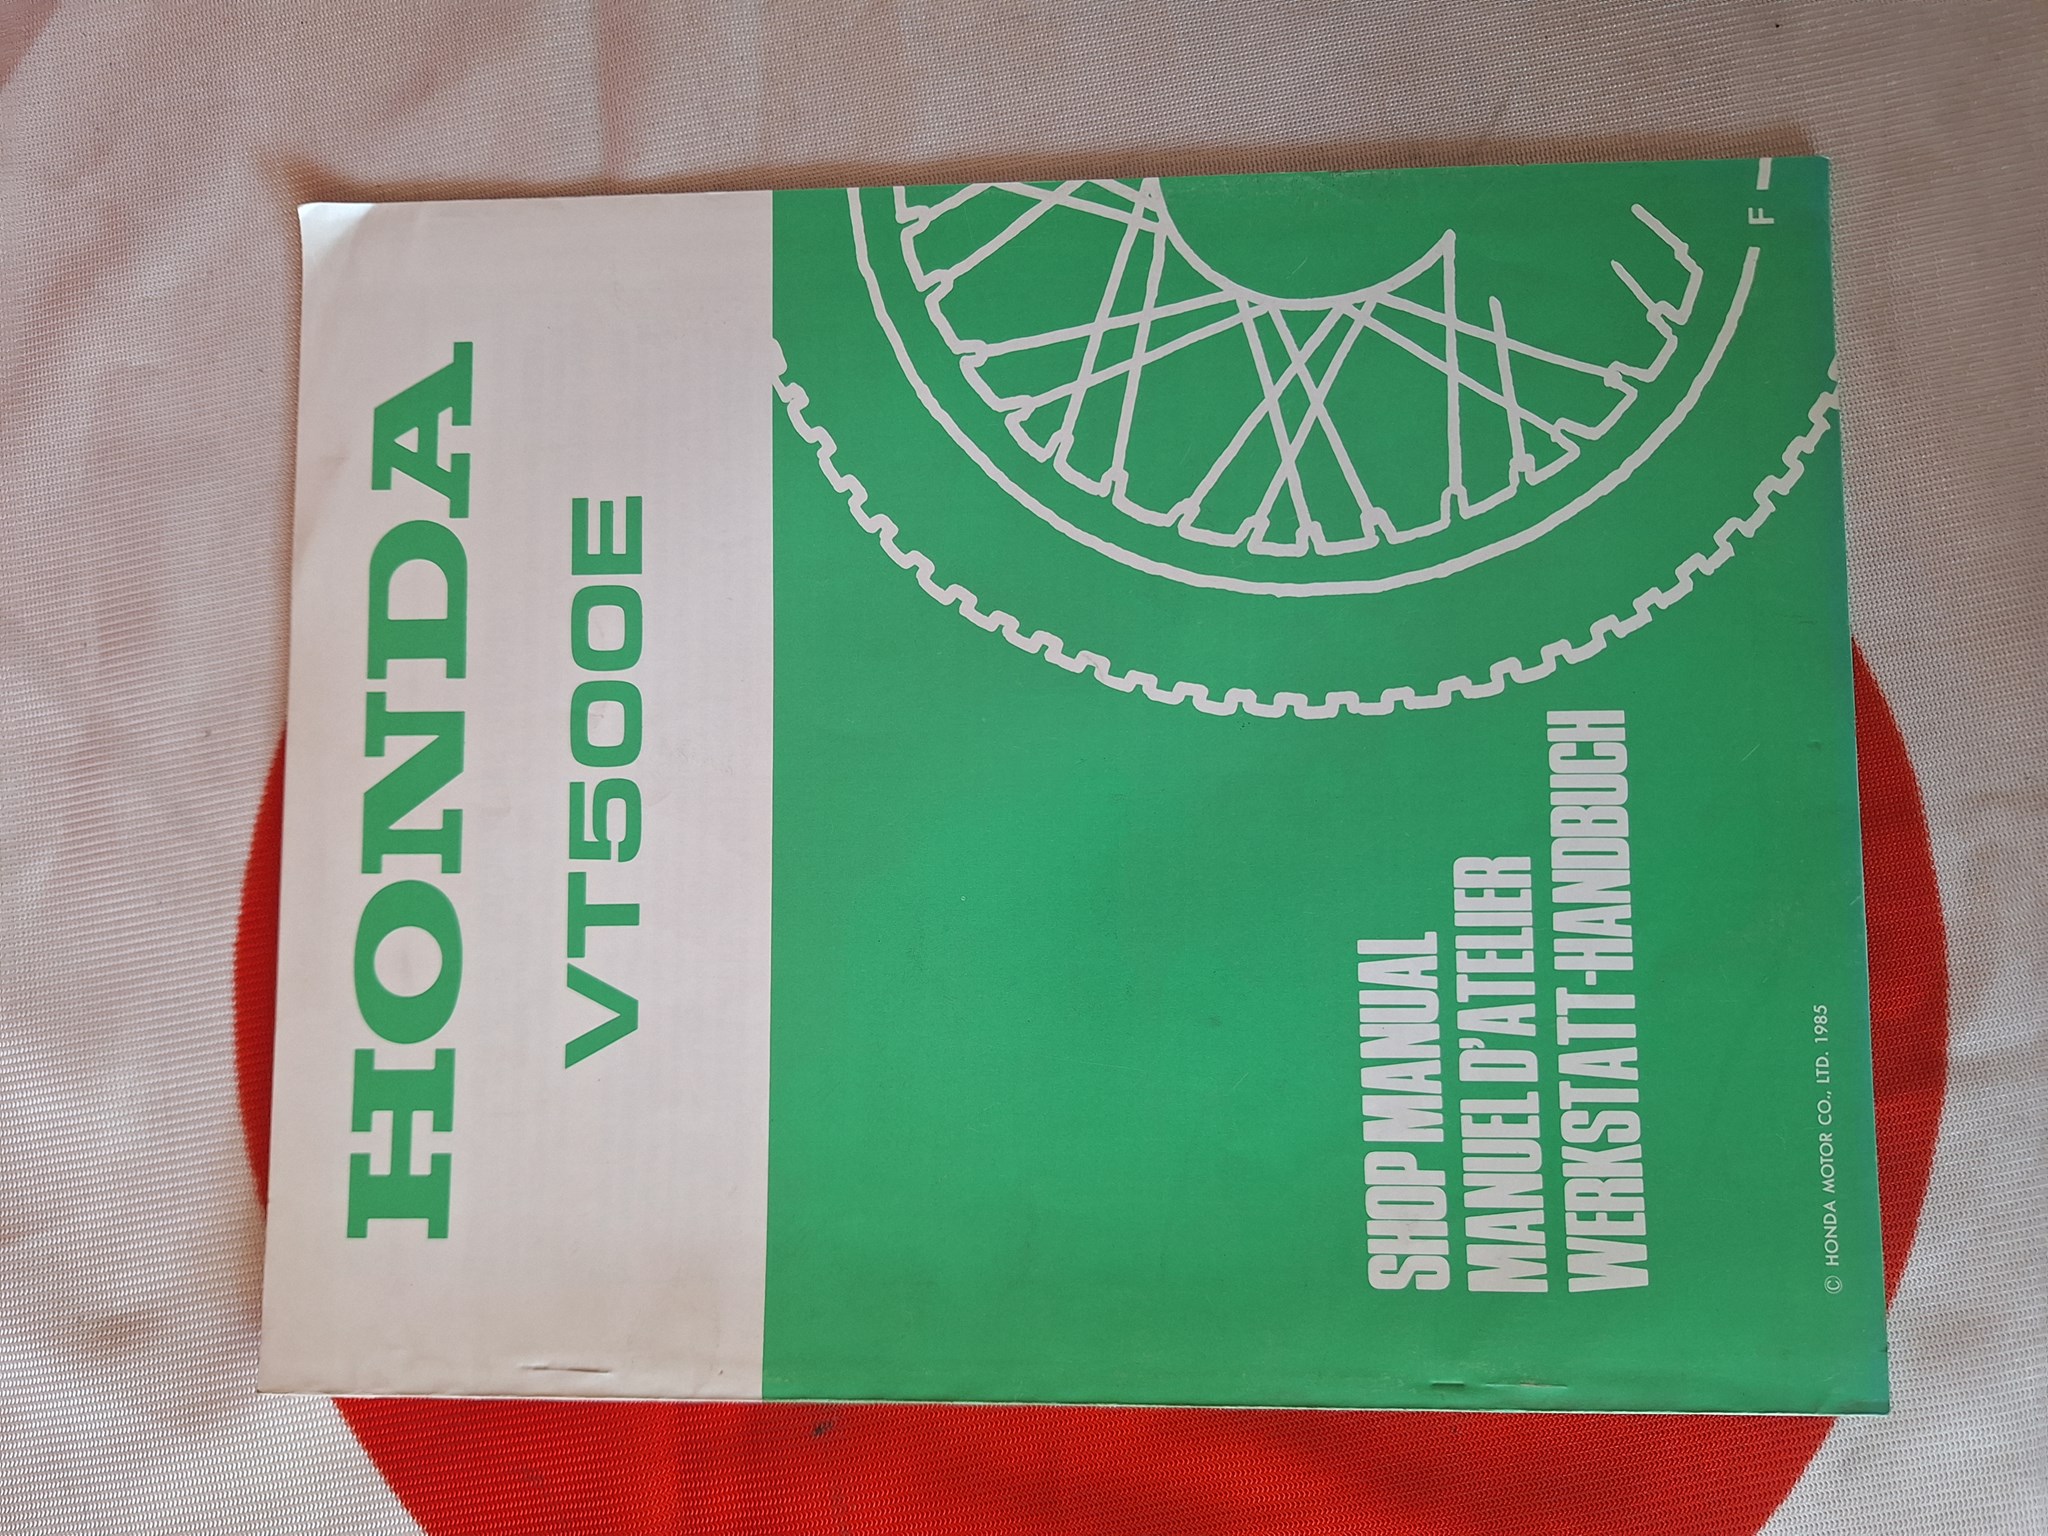 HONDA
VT500E
SHOP MANUAL
MANUEL D'ATELIER
WERKSTATT-HANDBUCH
© HONDA MOTOR CO., LTD. 1985
F